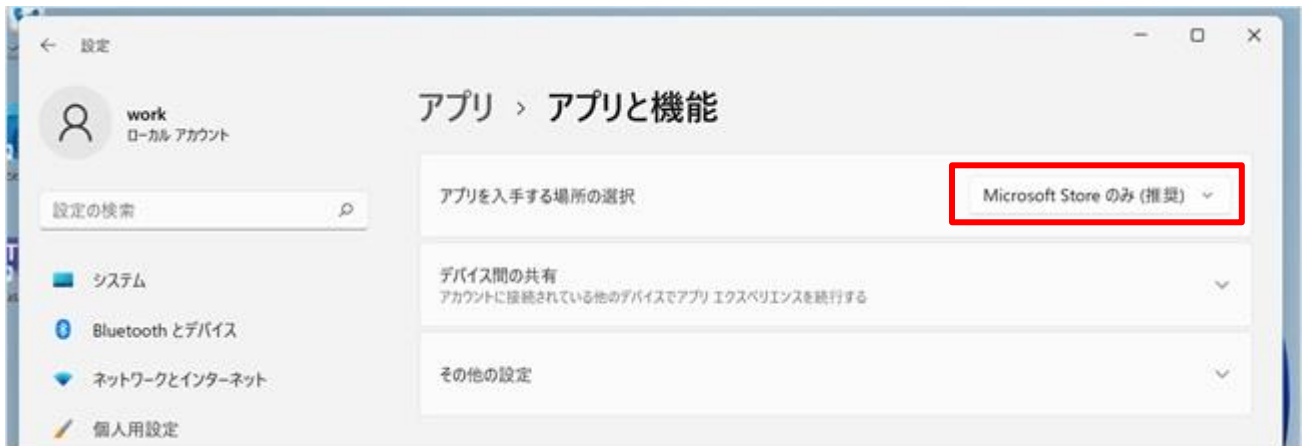 設定
work
ローカル アカウント
設定の検索
システム
Bluetooth とデバイス
ネットワークとインターネット
個人用設定
アプリ › アプリと機能
アプリを入手する場所の選択
Microsoft Store のみ (推奨)
デバイス間の共有
アカウントに接続されている他のデバイスでアプリ エクスペリエンスを続行する
その他の設定